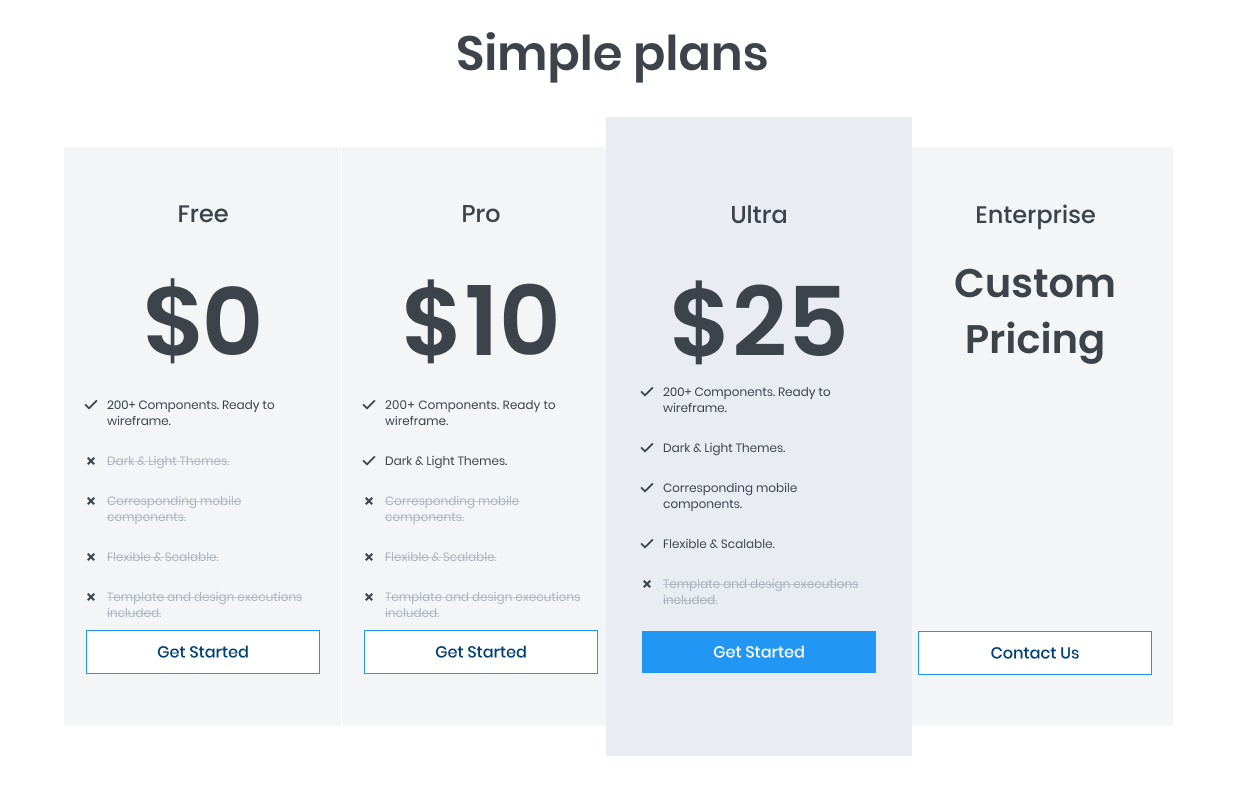 Simple plans
Free
$0
200+ Components. Ready to
wireframe.
Dark & Light Themes.
Corresponding mobile
components.
Flexible & Scalable.
Template and design executions
included.
Get Started
Pro
$10
200+ Components. Ready to
wireframe.
Dark & Light Themes.
Corresponding mobile
components.
Flexible & Scalable.
Template and design executions
included.
Get Started
Ultra
$25
200+ Components. Ready to
wireframe.
Dark & Light Themes.
Corresponding mobile
components.
Flexible & Scalable.
Template and design executions
included.
Get Started
Enterprise
Custom
Pricing
Contact Us